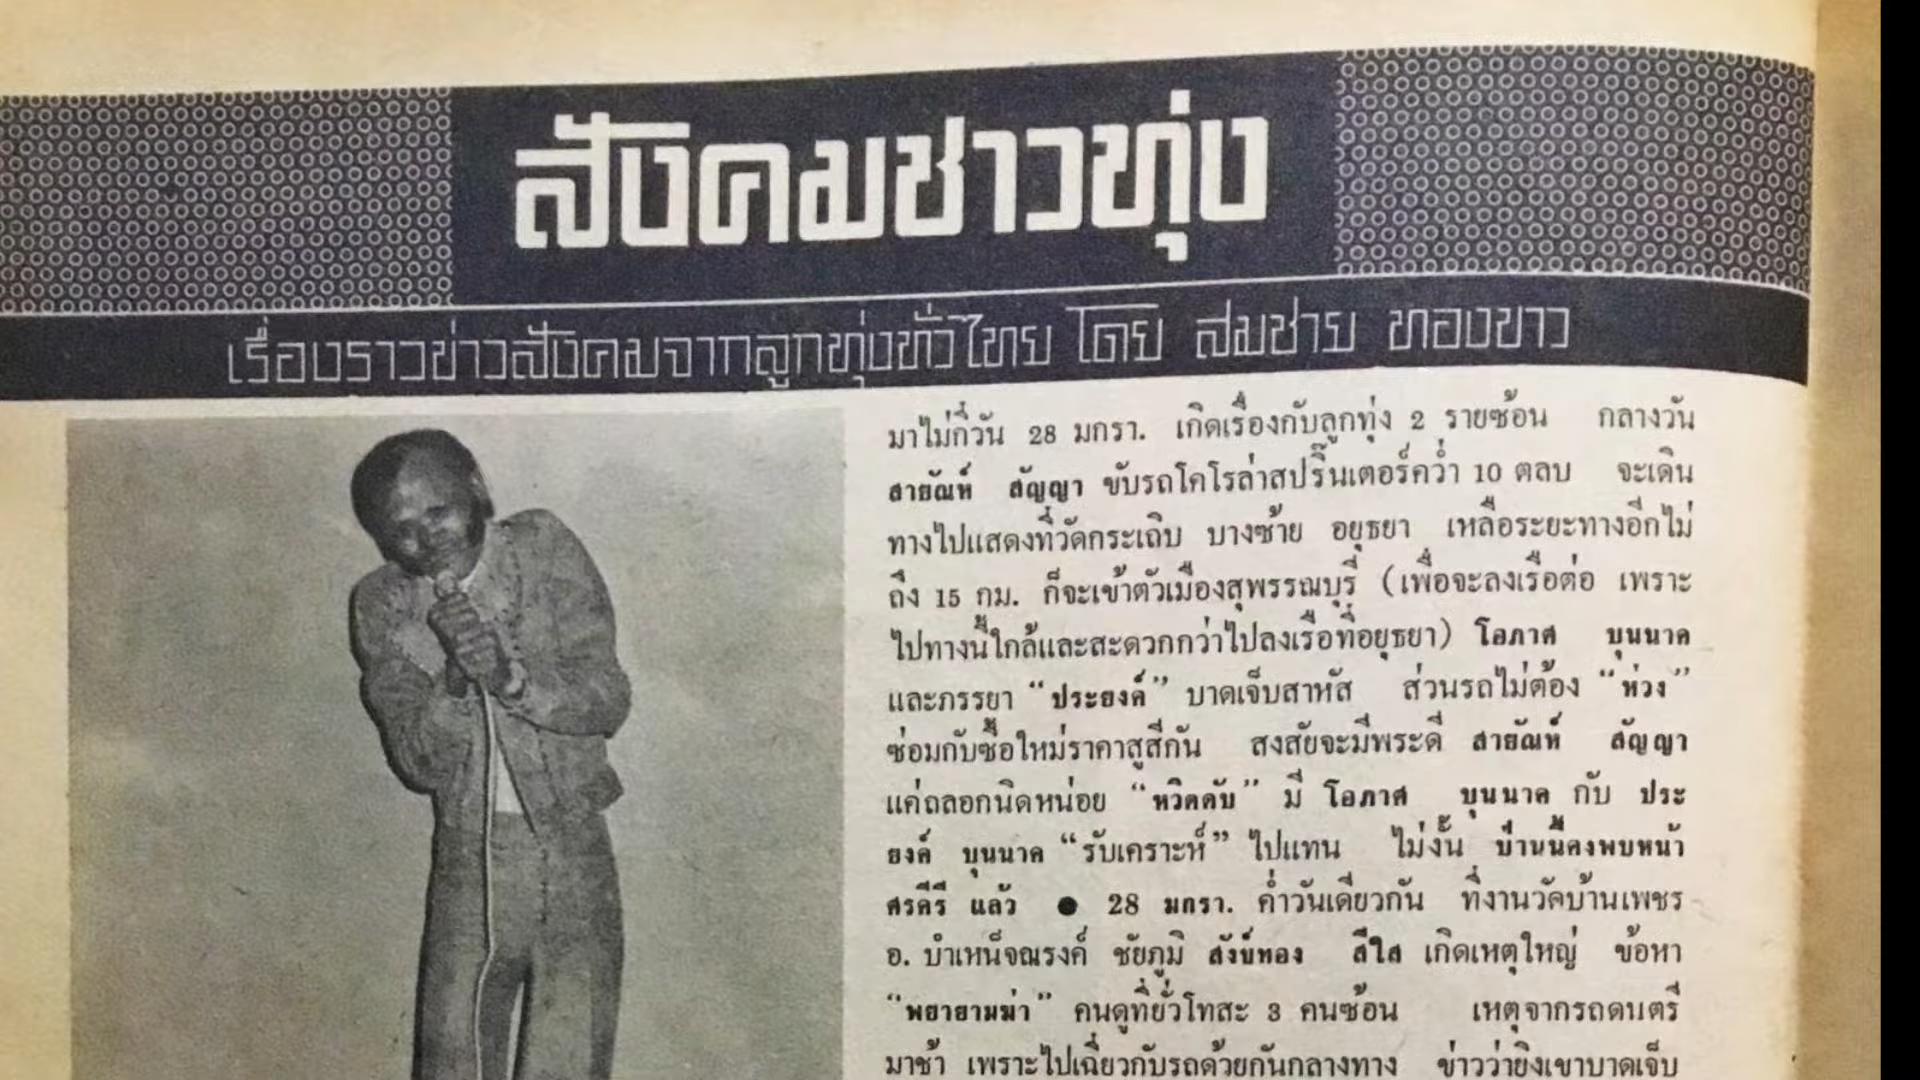 สังคมชาวทุ่ง
เรื่องราวข่าวสังคมจากลูกทุ่งทั่วไทย โดย สมชาย ทองขาว
มาไม่กี่วัน 28 มกรา. เกิดเรื่องกับลูกทุ่ง 2 รายซ้อน กลางวัน
สายัณห์ สัญญา ขับรถโคโรล่าสปริ๊นเตอร์คว่ำ 10 ตลบ จะเดิน
ทางไปแสดงที่วัดกระเถิบ บางซ้าย อยุธยา เหลือระยะทางอีกไม่
ถึง 15 กม. ก็จะเข้าตัวเมืองสุพรรณบุรี (เพื่อจะลงเรือต่อ เพราะ
ไปทางนี้ใกล้และสะดวกกว่าไปลงเรือที่อยุธยา) โอภาศ บุนนาค
และภรรยา “ประยงค์” บาดเจ็บสาหัส ส่วนรถไม่ต้อง “ห่วง”
ซ่อมกับซื้อใหม่ราคาสูสีกัน สงสัยจะมีพระดี สายัณห์ สัญญา
แค่ถลอกนิดหน่อย “หวิดดับ” มี โอภาศ บุนนาค กับ ประ
ยงค์ บุนนาค “รับเคราะห์” ไปแทน ไม่งั้น ป่านนี้คงพบหน้า
ศรคีรี แล้ว ● 28 มกรา. ค่ำวันเดียวกัน ที่งานวัดบ้านเพชร
อ. บำเหน็จณรงค์ ชัยภูมิ สังข์ทอง สีใส เกิดเหตุใหญ่ ข้อหา
“พยายามฆ่า” คนดูที่ยั่วโทสะ 3 คนซ้อน เหตุจากรถดนตรี
มาช้า เพราะไปเฉี่ยวกับรถด้วยกันกลางทาง ข่าวว่ายิงเขาบาดเจ็บ